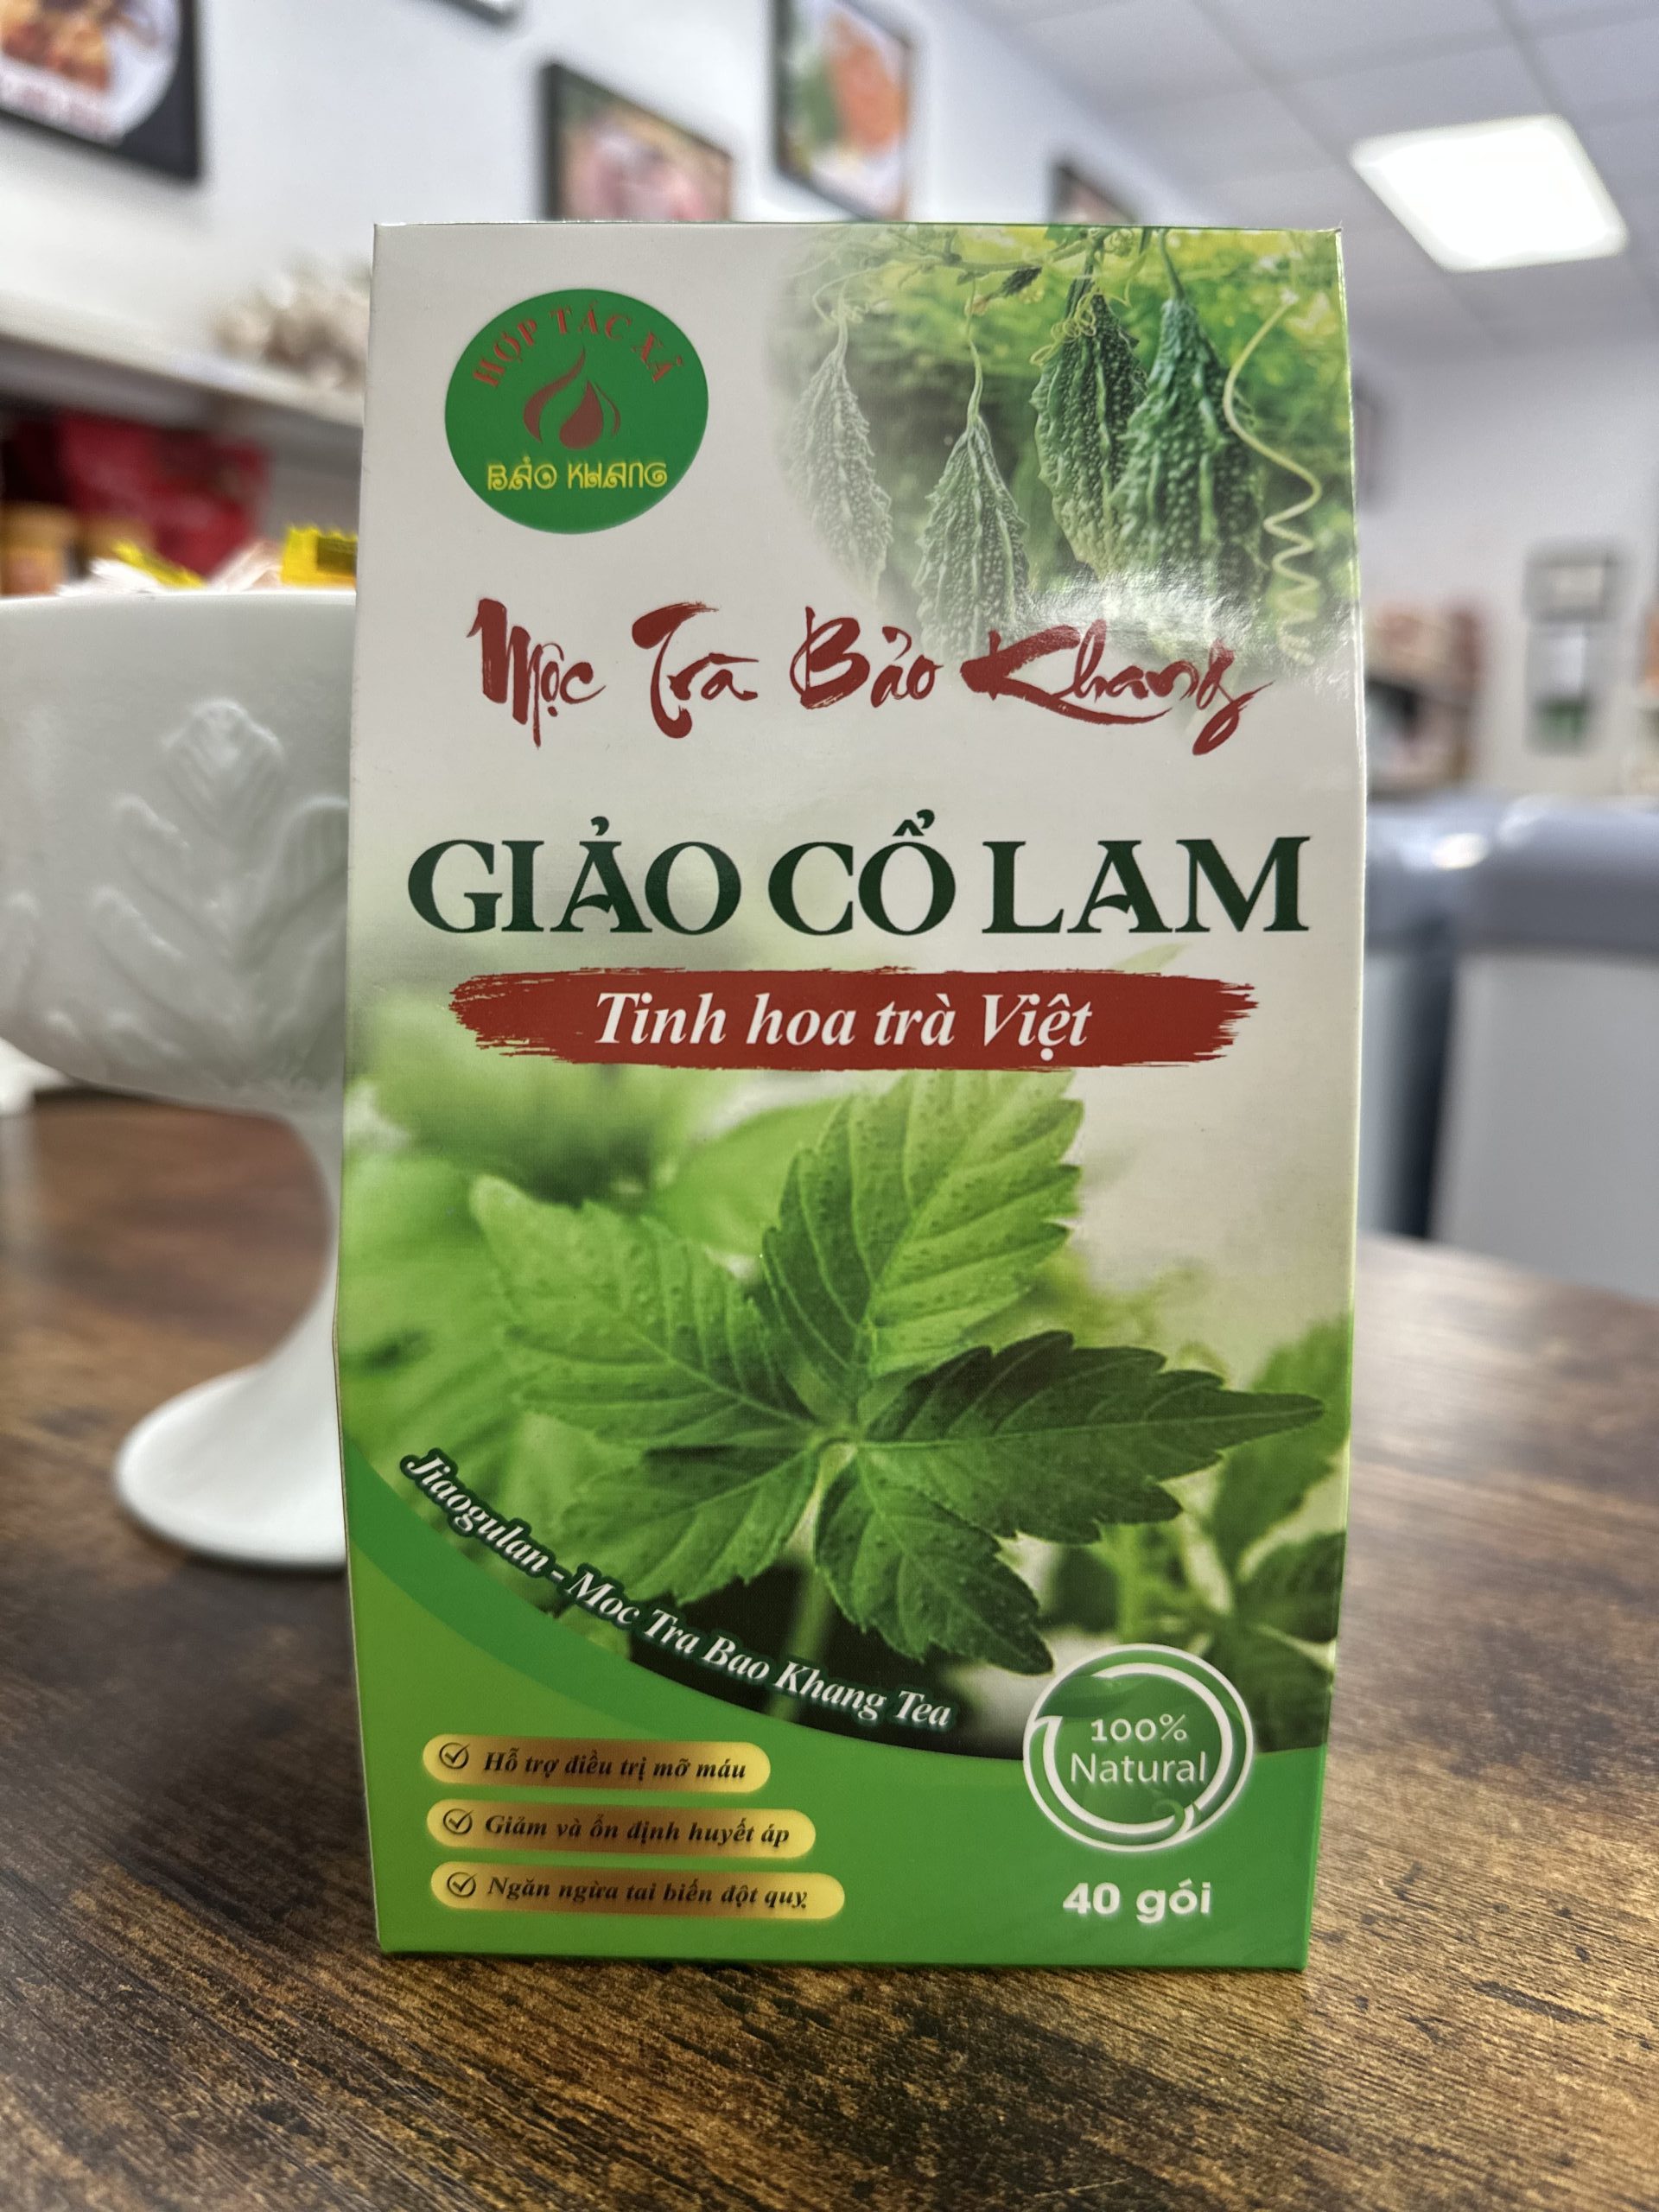 HỢP TÁC XÃ
BẢO KHANG
Mộc Trà Bảo Khang
GIẢO CỔ LAM
Tinh hoa trà Việt
Jiaogulan - Moc Tra Bao Khang Tea
100%
Natural
Hỗ trợ điều trị mỡ máu
Giảm và ổn định huyết áp
Ngăn ngừa tai biến đột quỵ
40 gói